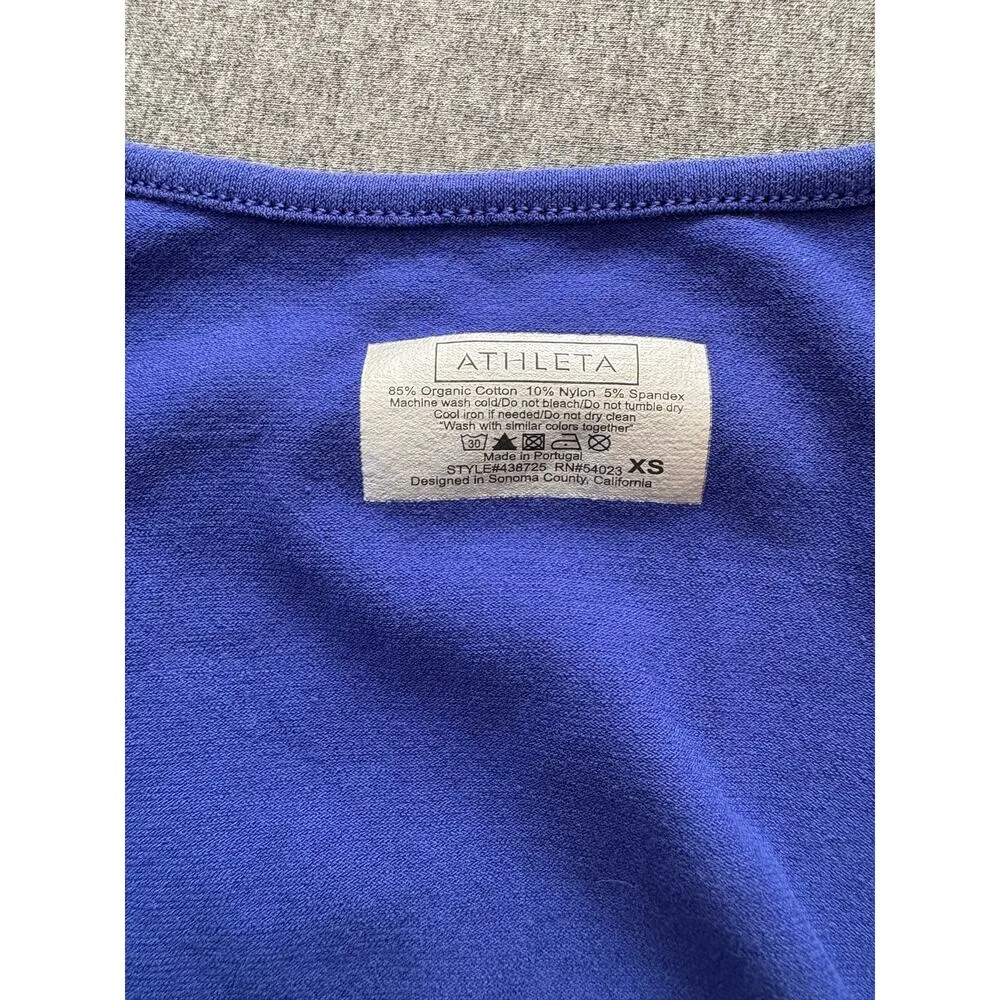 ATHLETA
85% Organic Cotton 10% Nylon 5% Spandex
Machine wash cold/Do not bleach/Do not tumble dry
Cool iron if needed/Do not dry clean
"Wash with similar colors together"
30
Made in Portugal
STYLE#438725 RN#54023 XS
Designed in Sonoma County, California